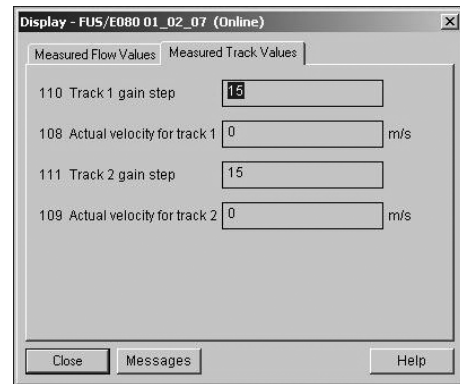 Display - FUS/E080 01_02_07 (Online)
Measured Flow Values Measured Track Values
110 Track 1 gain step 15
108 Actual velocity for track 1 0 m/s
111 Track 2 gain step 15
109 Actual velocity for track 2 0 m/s
Close Messages Help